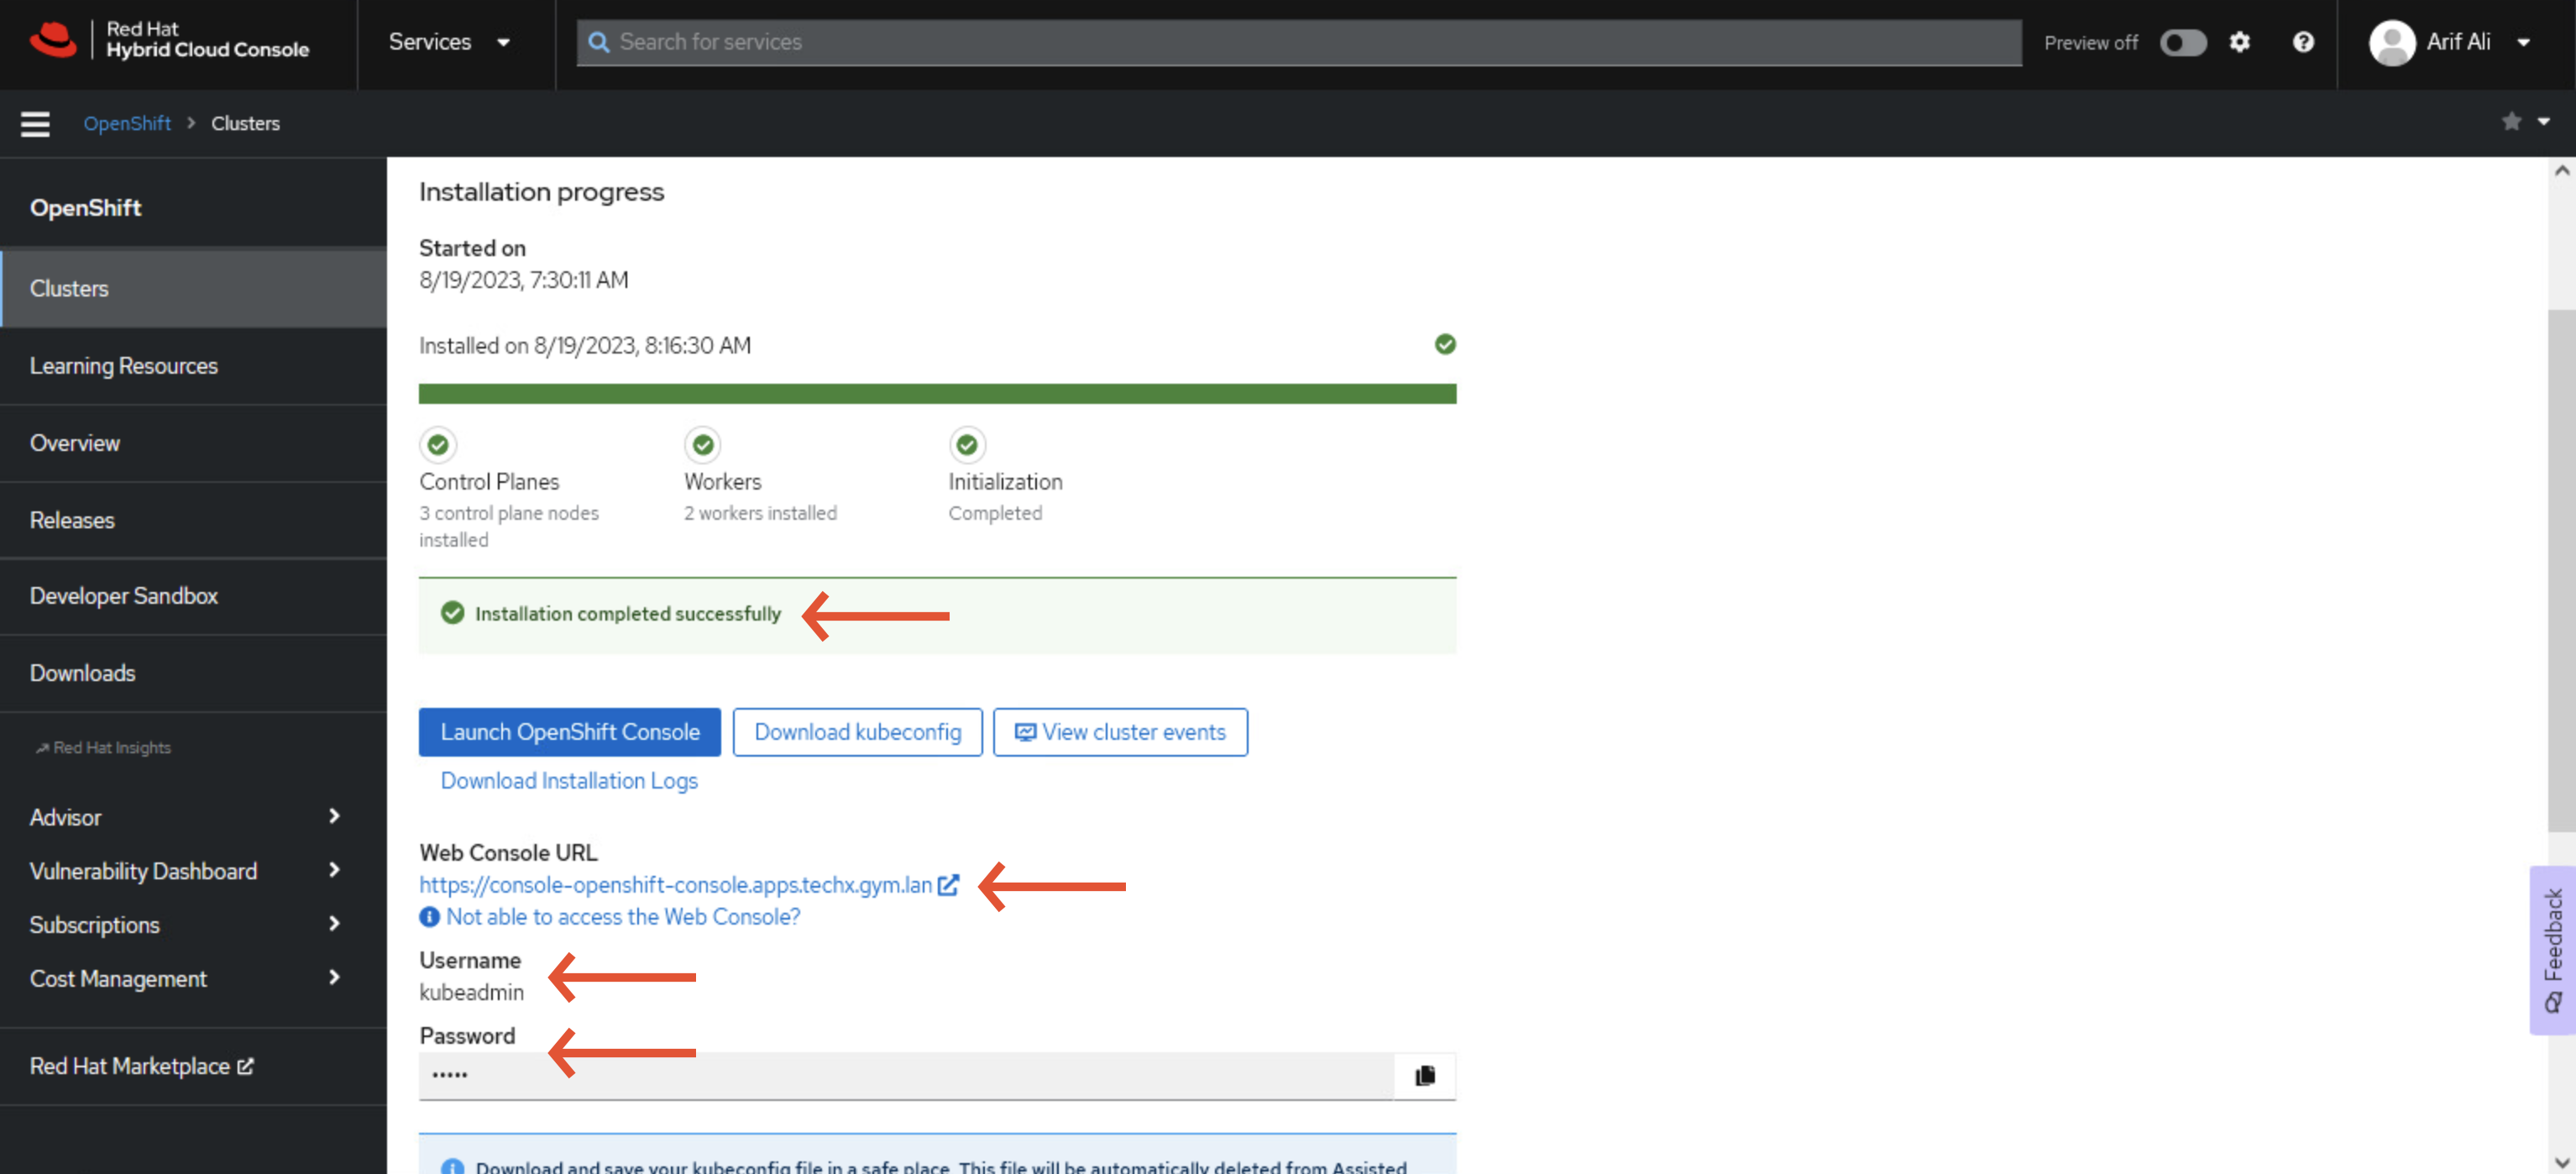 Red Hat
Hybrid Cloud Console
Services
Search for services
Preview off
Arif Ali
OpenShift > Clusters
OpenShift
Clusters
Learning Resources
Overview
Releases
Developer Sandbox
Downloads
Red Hat Insights
Advisor
Vulnerability Dashboard
Subscriptions
Cost Management
Red Hat Marketplace
Installation progress
Started on
8/19/2023, 7:30:11 AM
Installed on 8/19/2023, 8:16:30 AM
Control Planes
3 control plane nodes
installed
Workers
2 workers installed
Initialization
Completed
Installation completed successfully
Launch OpenShift Console
Download kubeconfig
View cluster events
Download Installation Logs
Web Console URL
https://console-openshift-console.apps.techx.gym.lan
Not able to access the Web Console?
Username
kubeadmin
Password
•••••
Download and save your kubeconfig file in a safe place. This file will be automatically deleted from Assisted
Feedback